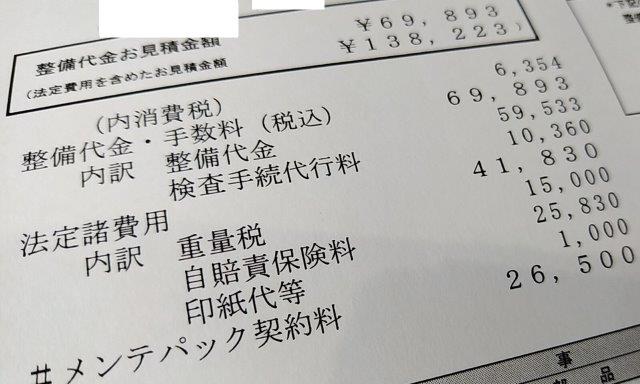 整備代金お見積金額 ¥69,893
(法定費用を含めたお見積金額 ¥138,223)
(内消費税) 6,354
整備代金・手数料(税込) 69,893
内訳 整備代金 59,533
検査手続代行料 10,360
法定諸費用 41,830
内訳 重量税 15,000
自賠責保険料 25,830
印紙代等 1,000
#メンテパック契約料 26,500
事
部品